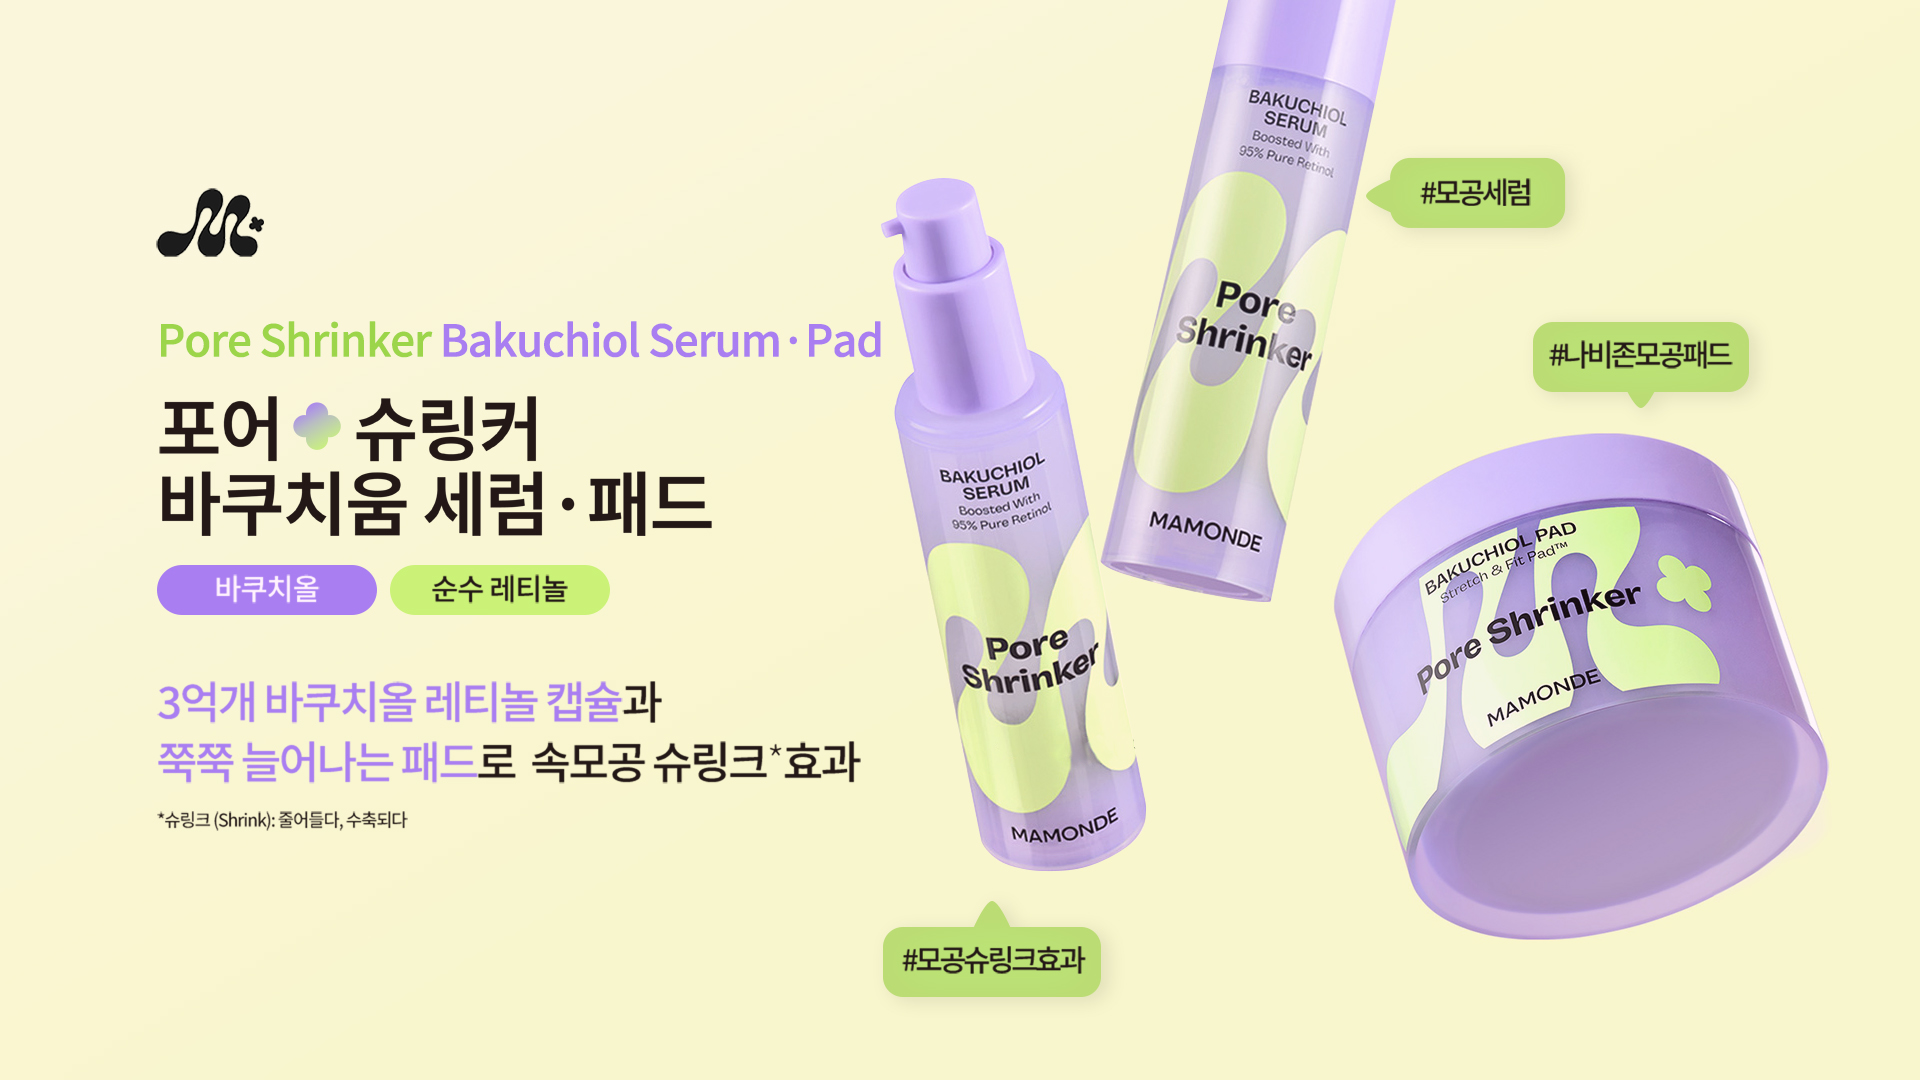 Pore Shrinker Bakuchiol Serum·Pad
포어 슈링커
바쿠치움 세럼·패드
바쿠치올
순수 레티놀
3억개 바쿠치올 레티놀 캡슐과
쭉쭉 늘어나는 패드로 속모공 슈링크*효과
*슈링크 (Shrink): 줄어들다, 수축되다
BAKUCHIOL
SERUM
Boosted With
95% Pure Retinol
Pore
Shrinker
MAMONDE
#모공슈링크효과
BAKUCHIOL
SERUM
Boosted With
95% Pure Retinol
Pore
Shrinker
MAMONDE
#모공세럼
#나비존모공패드
BAKUCHIOL PAD
Stretch & Fit Pad™
Pore Shrinker
MAMONDE